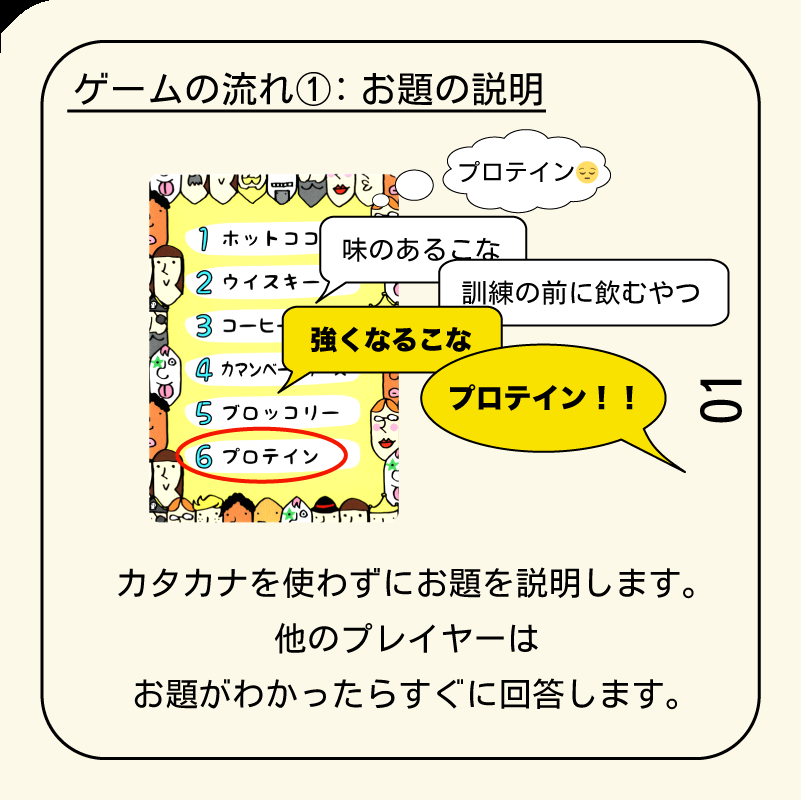 ゲームの流れ①：お題の説明
プロテイン😔
1 ホットココ
味のあるこな
2 ウイスキー
訓練の前に飲むやつ
3 コーヒ
強くなるこな
4 カマンベー
プロテイン！！
5 ブロッコリー
6 プロテイン
01
カタカナを使わずにお題を説明します。
他のプレイヤーは
お題がわかったらすぐに回答します。